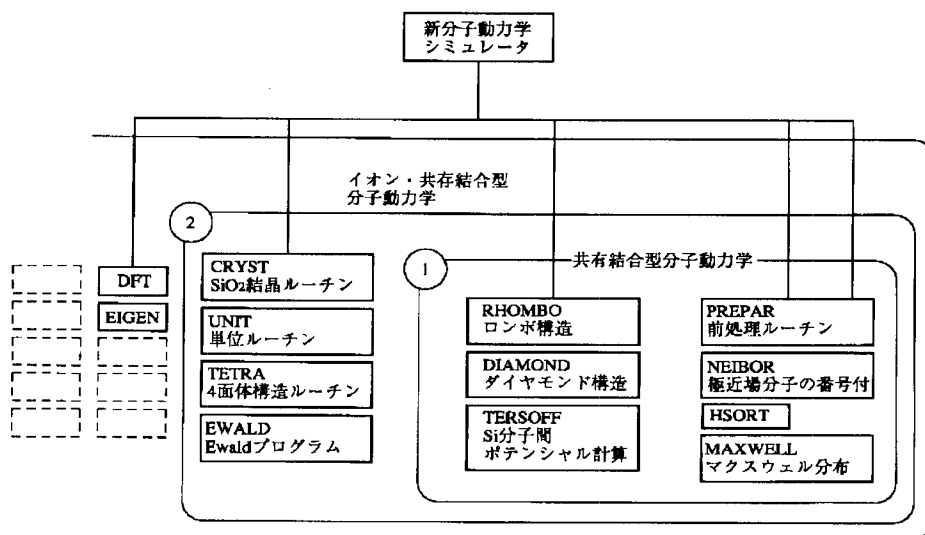 新分子動力学
シミュレータ
イオン・共存結合型
分子動力学
2
CRYST
SiO2結晶ルーチン
UNIT
単位ルーチン
TETRA
4面体構造ルーチン
EWALD
Ewaldプログラム
DFT
EIGEN
1
共有結合型分子動力学
RHOMBO
ロンボ構造
DIAMOND
ダイヤモンド構造
TERSOFF
Si分子間
ポテンシャル計算
PREPAR
前処理ルーチン
NEIBOR
極近場分子の番号付
HSORT
MAXWELL
マクスウェル分布